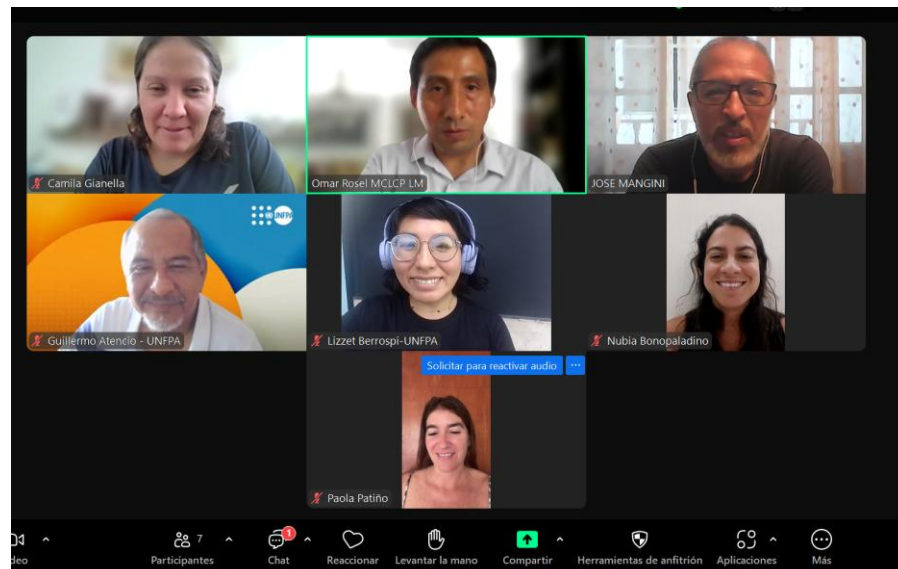 Camila Gianella
Omar Rosel MCLCP LM
JOSE MANGINI
UNFPA
Guillermo Atencio - UNFPA
Lizzet Berrospi-UNFPA
Nubia Bonopaladino
Solicitar para reactivar audio
Paola Patiño
deo
7
Participantes
1
Chat
Reaccionar
Levantar la mano
Compartir
Herramientas de anfitrión
Aplicaciones
Más